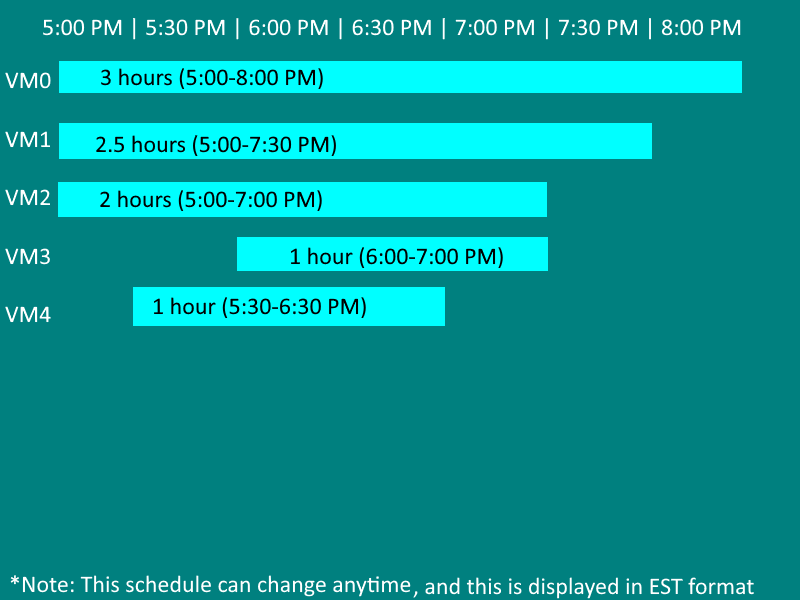 5:00 PM | 5:30 PM | 6:00 PM | 6:30 PM | 7:00 PM | 7:30 PM | 8:00 PM
VM0 3 hours (5:00-8:00 PM)
VM1 2.5 hours (5:00-7:30 PM)
VM2 2 hours (5:00-7:00 PM)
VM3 1 hour (6:00-7:00 PM)
VM4 1 hour (5:30-6:30 PM)
*Note: This schedule can change anytime, and this is displayed in EST format